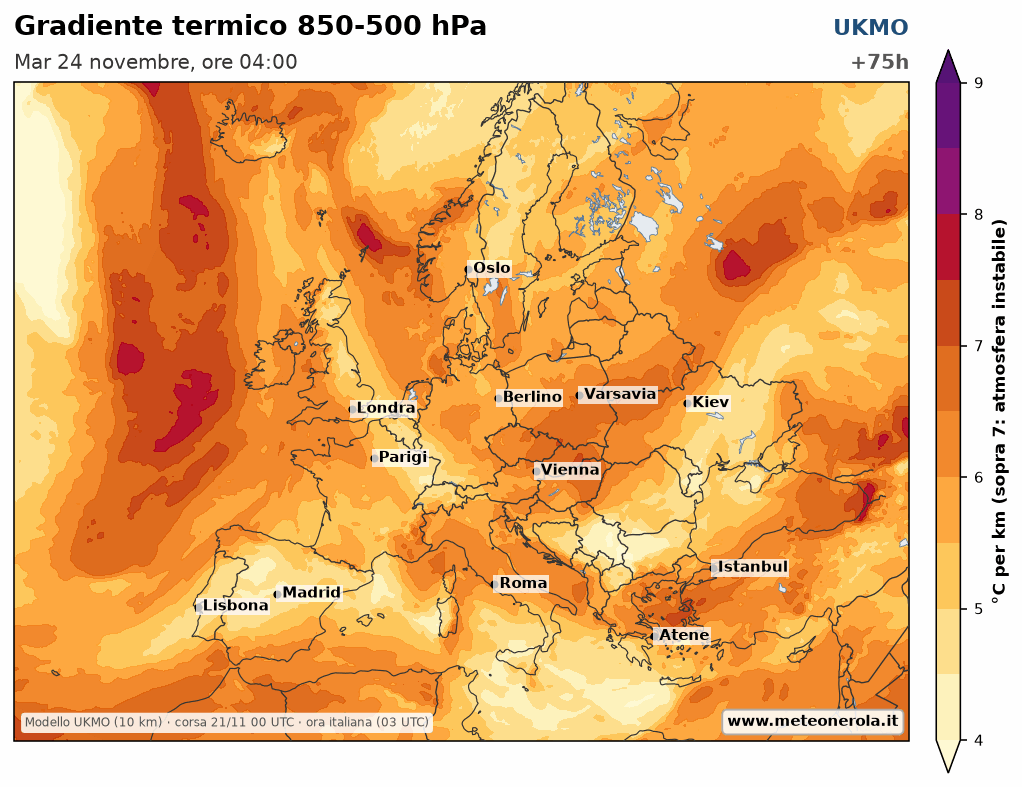 Gradiente termico 850-500 hPa
UKMO
Mar 24 novembre, ore 04:00
+75h
9
8
7
6
5
4
°C per km (sopra 7: atmosfera instabile)
Oslo
Berlino
Varsavia
Kiev
Londra
Parigi
Vienna
Istanbul
Roma
Madrid
Lisbona
Atene
Modello UKMO (10 km) · corsa 21/11 00 UTC · ora italiana (03 UTC)
www.meteonerola.it